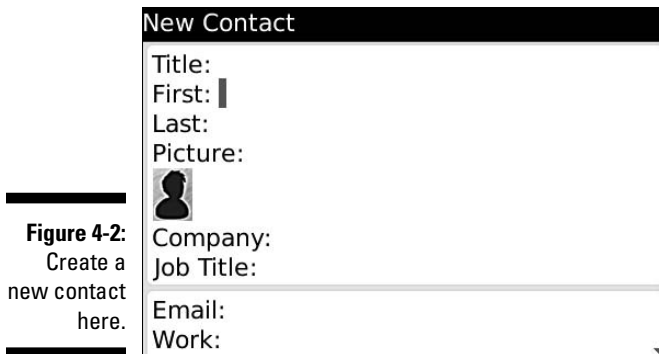 New Contact
Title:
First:
Last:
Picture:
Company:
Job Title:
Email:
Work:
Figure 4-2:
Create a
new contact
here.